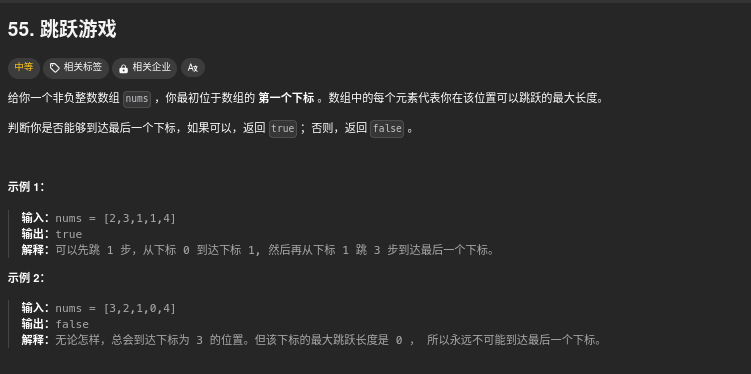 55. 跳跃游戏
中等 相关标签 相关企业 Az
给你一个非负整数数组 nums ，你最初位于数组的 第一个下标 。数组中的每个元素代表你在该位置可以跳跃的最大长度。
判断你是否能够到达最后一个下标，如果可以，返回 true ；否则，返回 false 。
示例 1：
输入：nums = [2,3,1,1,4]
输出：true
解释：可以先跳 1 步，从下标 0 到达下标 1, 然后再从下标 1 跳 3 步到达最后一个下标。
示例 2：
输入：nums = [3,2,1,0,4]
输出：false
解释：无论怎样，总会到达下标为 3 的位置。但该下标的最大跳跃长度是 0 ， 所以永远不可能到达最后一个下标。